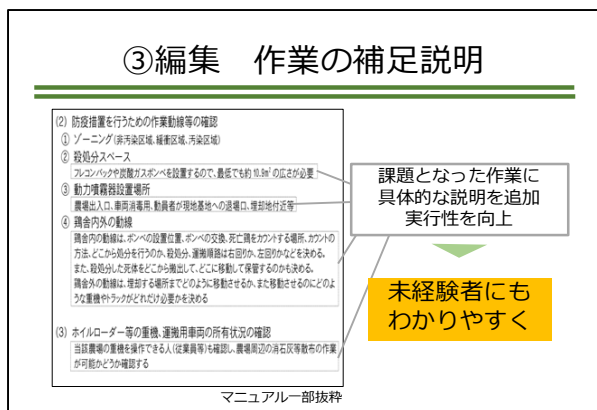 ③編集　作業の補足説明
(2) 防疫措置を行うための作業動線等の確認
① ゾーニング(非汚染区域、緩衝区域、汚染区域)
② 殺処分スペース
フレコンバックや炭酸ガスボンベを設置するので、最低でも約 10.9㎡ の広さが必要
③ 動力噴霧器設置場所
農場出入口、車両消毒用、動員者が現地基地への退場口、埋却地付近等
④ 鶏舎内外の動線
鶏舎内の動線は、ボンベの設置位置、ボンベの交換、死亡鶏をカウントする場所、カウントの
方法、どこから処分を行うのか、殺処分、運搬順路は右回りか、左回りかなどを決める。
また、殺処分した死体をどこから搬出して、どこに移動して保管するのかも決める。
鶏舎外の動線は、埋却する場所までどのように移動させるか、また移動させるのにどのよ
うな重機やトラックがどれだけ必要かを決める
(3) ホイルローダー等の重機、運搬用車両の所有状況の確認
当該農場の重機を操作できる人(従業員等)も確認し、農場周辺の消石灰等散布の作業
が可能かどうか確認する
マニュアル一部抜粋
課題となった作業に
具体的な説明を追加
実行性を向上
未経験者にも
わかりやすく